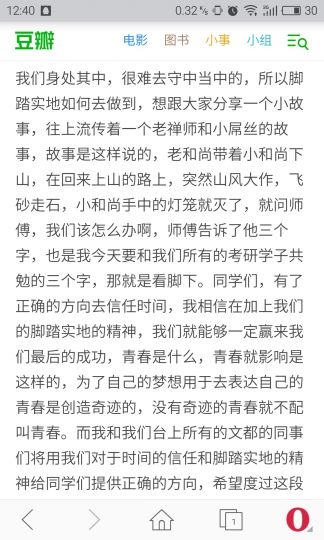 12:40 0.32 % 4G 30
豆瓣 电影 图书 小事 小组
我们身处其中，很难去守中当中的，所以脚
踏实地如何去做到，想跟大家分享一个小故
事，往上流传着一个老禅师和小屌丝的故
事，故事是这样说的，老和尚带着小和尚下
山，在回来上山的路上，突然山风大作，飞
砂走石，小和尚手中的灯笼就灭了，就问师
傅，我们该怎么办啊，师傅告诉了他三个
字，也是我今天要和我们所有的考研学子共
勉的三个字，那就是看脚下。同学们，有了
正确的方向去信任时间，我相信在加上我们
的脚踏实地的精神，我们就能够一定赢来我
们最后的成功，青春是什么，青春就影响是
这样的，为了自己的梦想用于去表达自己的
青春是创造奇迹的，没有奇迹的青春就不配
叫青春。而我和我们台上所有的文都的同事
们将用我们对于时间的信任和脚踏实地的精
神给同学们提供正确的方向，希望度过这段
1